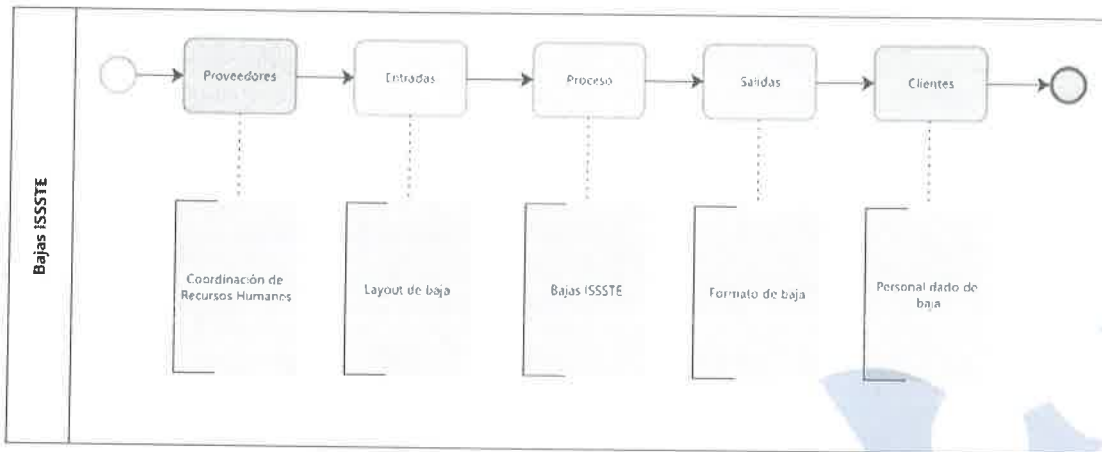 Bajas ISSSTE
Proveedores
Entradas
Proceso
Salidas
Clientes
Coordinación de
Recursos Humanos
Layout de baja
Bajas ISSSTE
Formato de baja
Personal dado de
baja